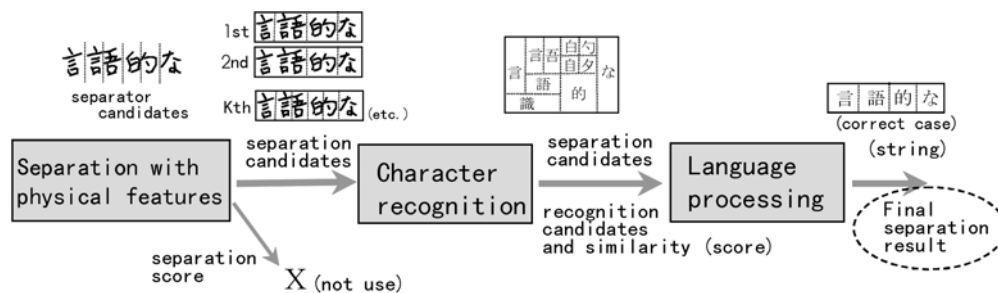 言語的な
separator
candidates
1st 言語的な
2nd 言語的な
Kth 言語的な (etc.)
言 言 吾 白 勺 な
自 夕
語 的
識
言 語 的 な
(correct case)
(string)
Separation with
physical features
separation
candidates
Character
recognition
separation
candidates
recognition
candidates
and similarity (score)
Language
processing
Final
separation
result
separation
score
X (not use)